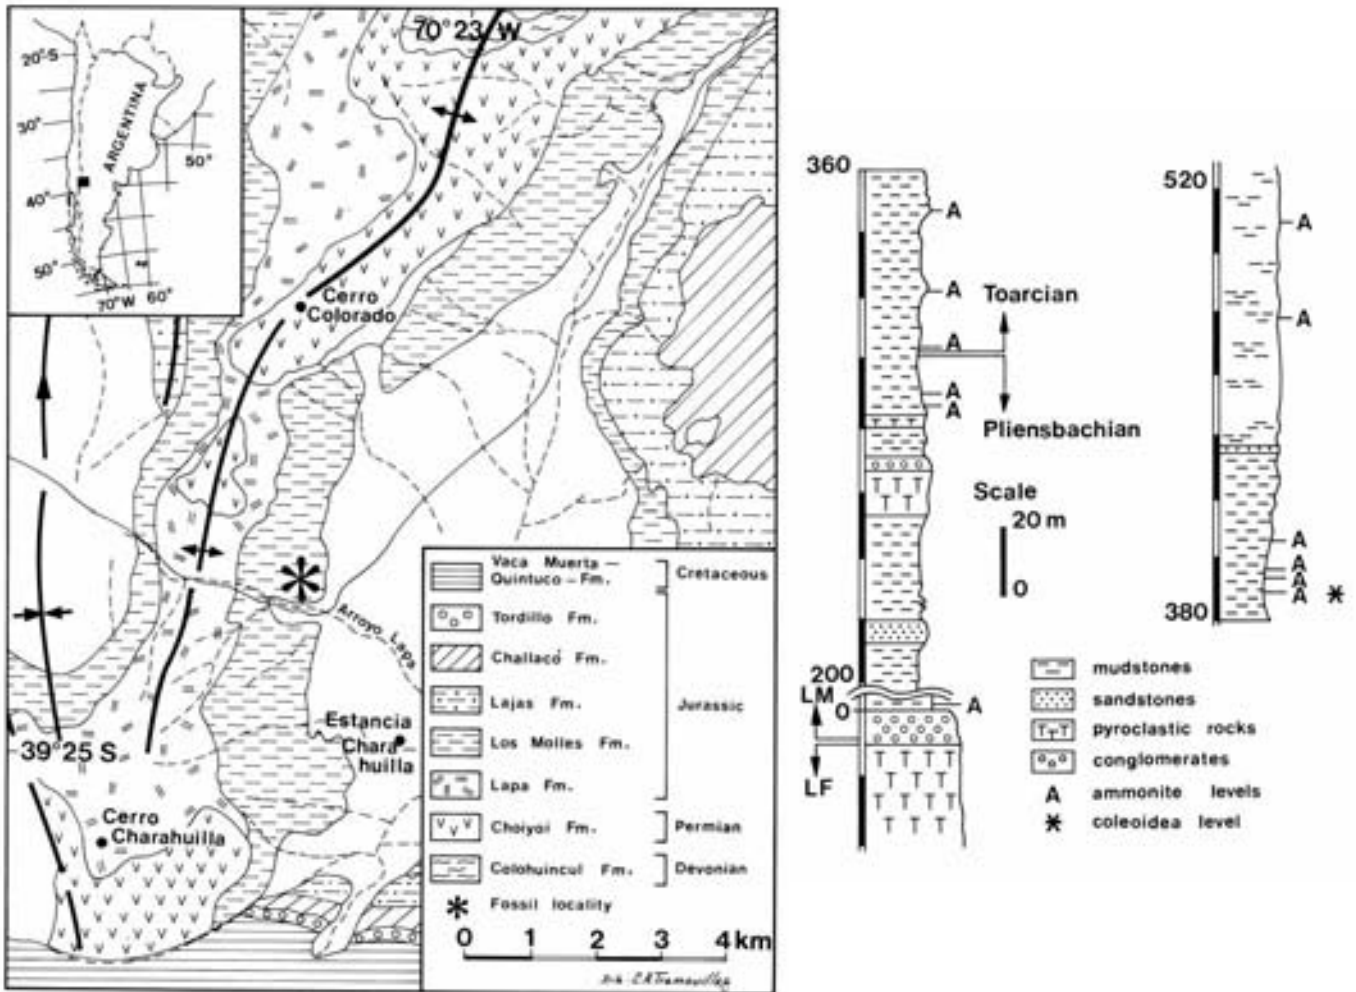 70°23 W
20°S
30°
40°
50°
ARGENTINA
50°
70°W 60°
Cerro
Colorado
Arroyo Lapa
Estancia
Chara
huilla
39°25 S
Cerro
Charahuilla
Vaca Muerta –
Quintuco – Fm.
Cretaceous
Tordillo Fm.
Challacó Fm.
Lajas Fm.
Jurassic
Los Molles Fm.
Lapa Fm.
Choiyoi Fm.
Permian
Colohuincul Fm.
Devonian
Fossil locality
0 1 2 3 4 km
360
A
A
Toarcian
A
A
A
Pliensbachian
Scale
20 m
0
200
LM
0
A
LF
520
A
A
A
A
A
A
380
mudstones
sandstones
pyroclastic rocks
conglomerates
A ammonite levels
coleoidea level